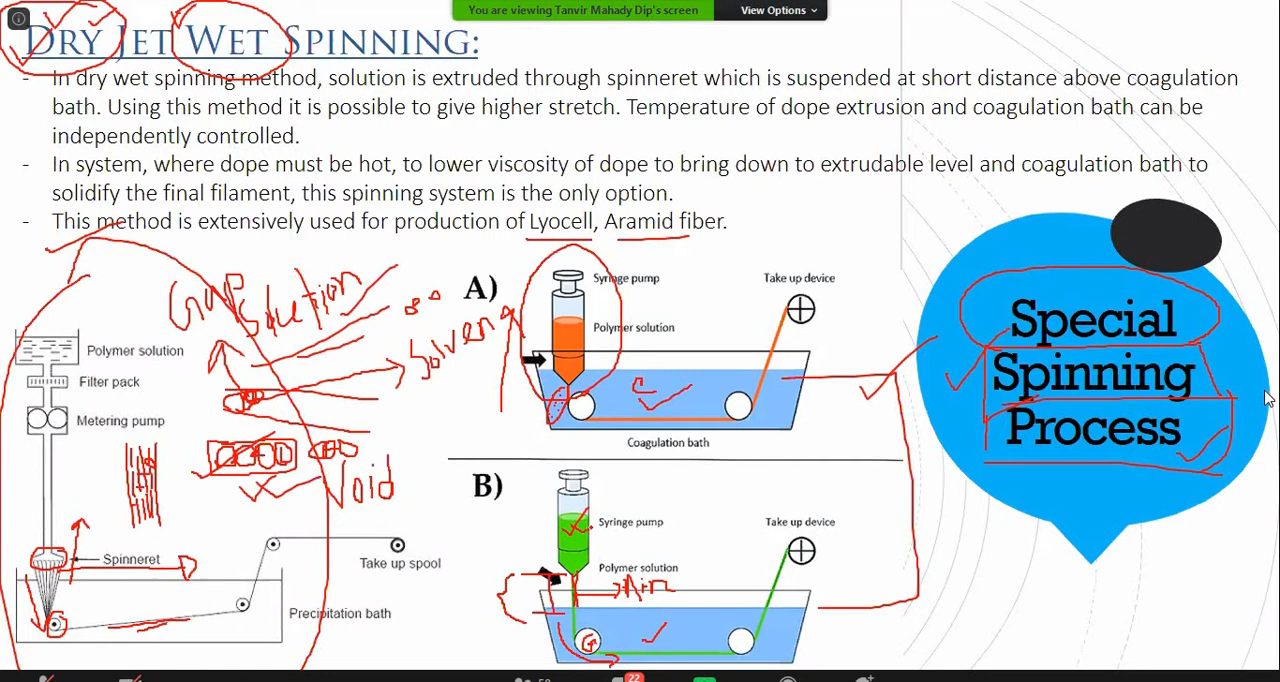 You are viewing Tanvir Mahady Dip's screen
View Options
DRY JET WET SPINNING:
- In dry wet spinning method, solution is extruded through spinneret which is suspended at short distance above coagulation
bath. Using this method it is possible to give higher stretch. Temperature of dope extrusion and coagulation bath can be
independently controlled.
- In system, where dope must be hot, to lower viscosity of dope to bring down to extrudable level and coagulation bath to
solidify the final filament, this spinning system is the only option.
- This method is extensively used for production of Lyocell, Aramid fiber.
Gap
Solution
Solvent
Void
Polymer solution
Filter pack
Metering pump
Spinneret
Take up spool
Precipitation bath
A)
Syringe pump
Polymer solution
Take up device
C
Coagulation bath
B)
Syringe pump
Polymer solution
Take up device
Air
G
Special
Spinning
Process
22
58